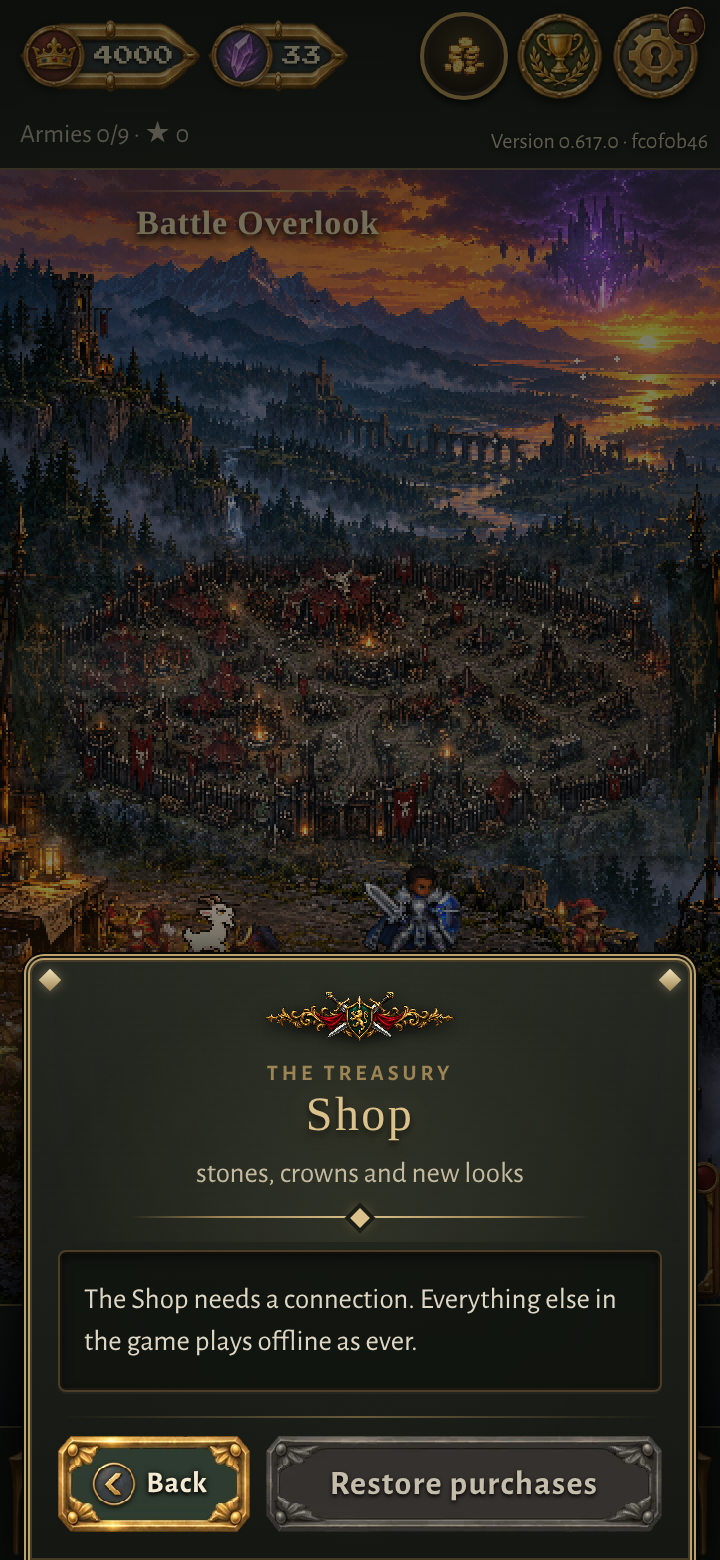 4000
33
Armies 0/9 · ★ 0
Version 0.617.0 · fc0f0b46
Battle Overlook
THE TREASURY
Shop
stones, crowns and new looks
The Shop needs a connection. Everything else in
the game plays offline as ever.
Back
Restore purchases